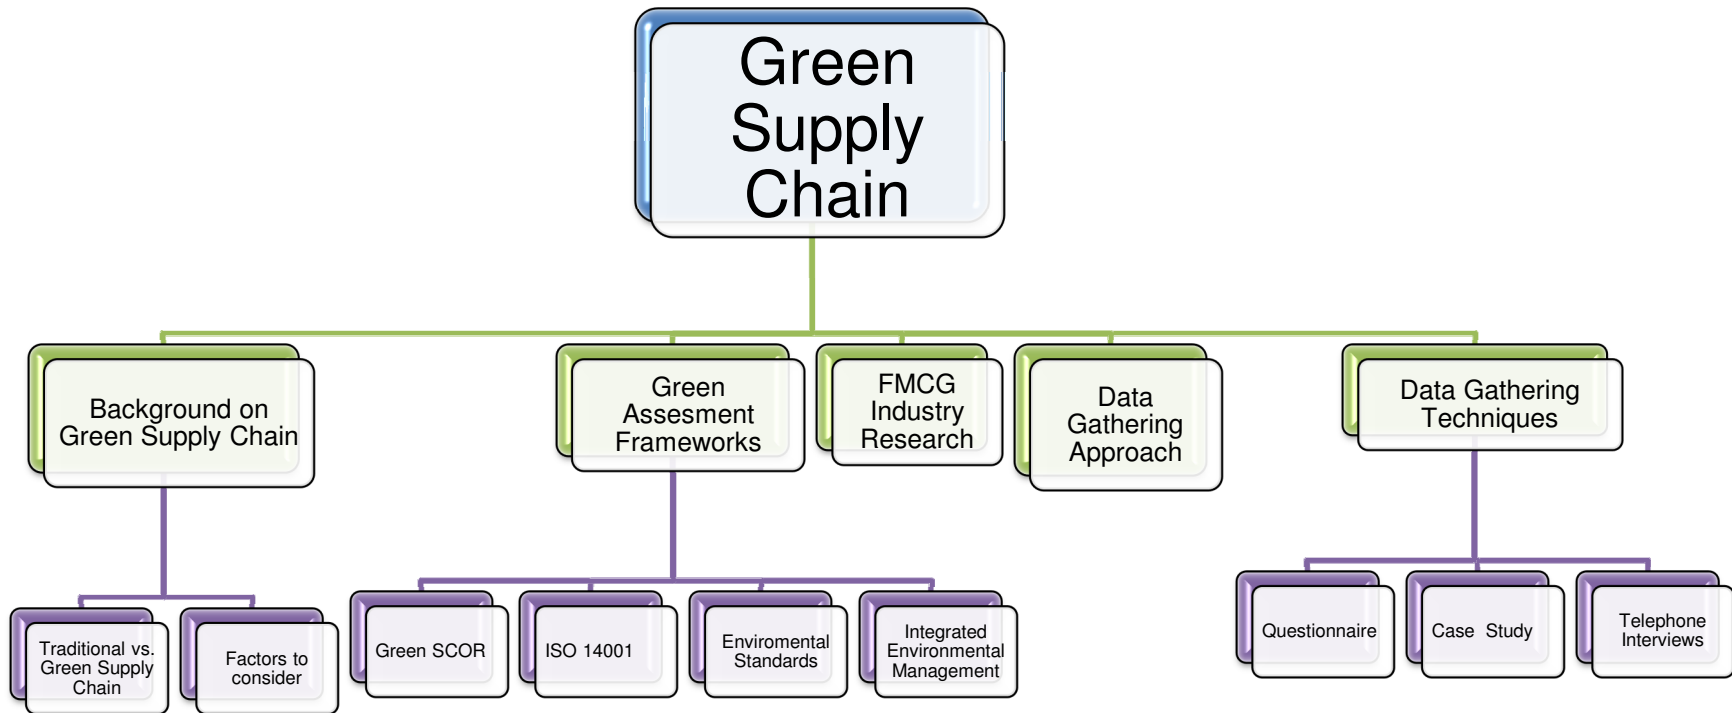 Green
Supply
Chain
Background on
Green Supply Chain
Green
Assesment
Frameworks
FMCG
Industry
Research
Data
Gathering
Approach
Data Gathering
Techniques
Traditional vs.
Green Supply
Chain
Factors to
consider
Green SCOR
ISO 14001
Enviromental
Standards
Integrated
Environmental
Management
Questionnaire
Case Study
Telephone
Interviews